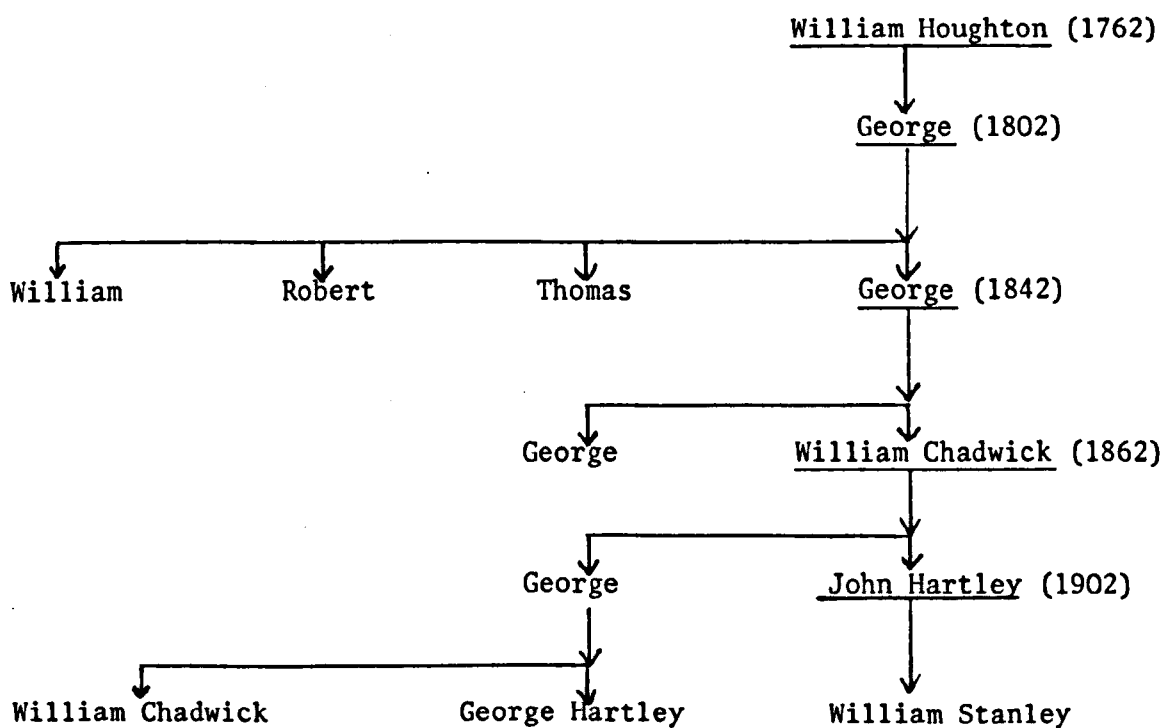 William Houghton (1762)
George (1802)
William Robert Thomas George (1842)
George William Chadwick (1862)
George John Hartley (1902)
William Chadwick George Hartley William Stanley